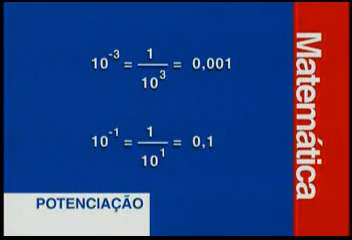 10⁻³ = 1/10³ = 0,001
10⁻¹ = 1/10¹ = 0,1
POTENCIAÇÃO
Matemática